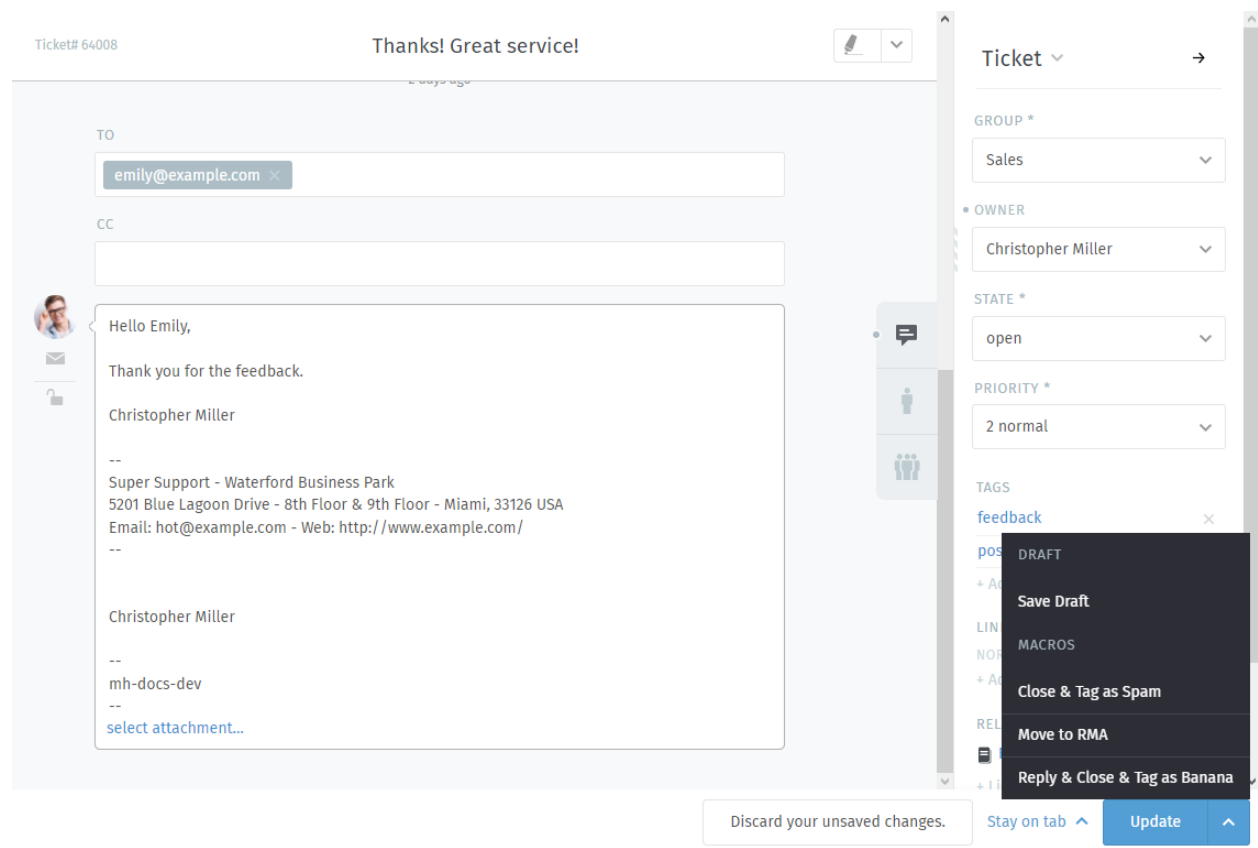 Ticket# 64008
Thanks! Great service!
2 days ago
TO
emily@example.com
CC
Hello Emily,
Thank you for the feedback.
Christopher Miller
--
Super Support - Waterford Business Park
5201 Blue Lagoon Drive - 8th Floor & 9th Floor - Miami, 33126 USA
Email: hot@example.com - Web: http://www.example.com/
--
Christopher Miller
--
mh-docs-dev
--
select attachment...
Ticket
GROUP *
Sales
OWNER
Christopher Miller
STATE *
open
PRIORITY *
2 normal
TAGS
feedback
DRAFT
Save Draft
MACROS
Close & Tag as Spam
Move to RMA
Reply & Close & Tag as Banana
Discard your unsaved changes.
Stay on tab
Update